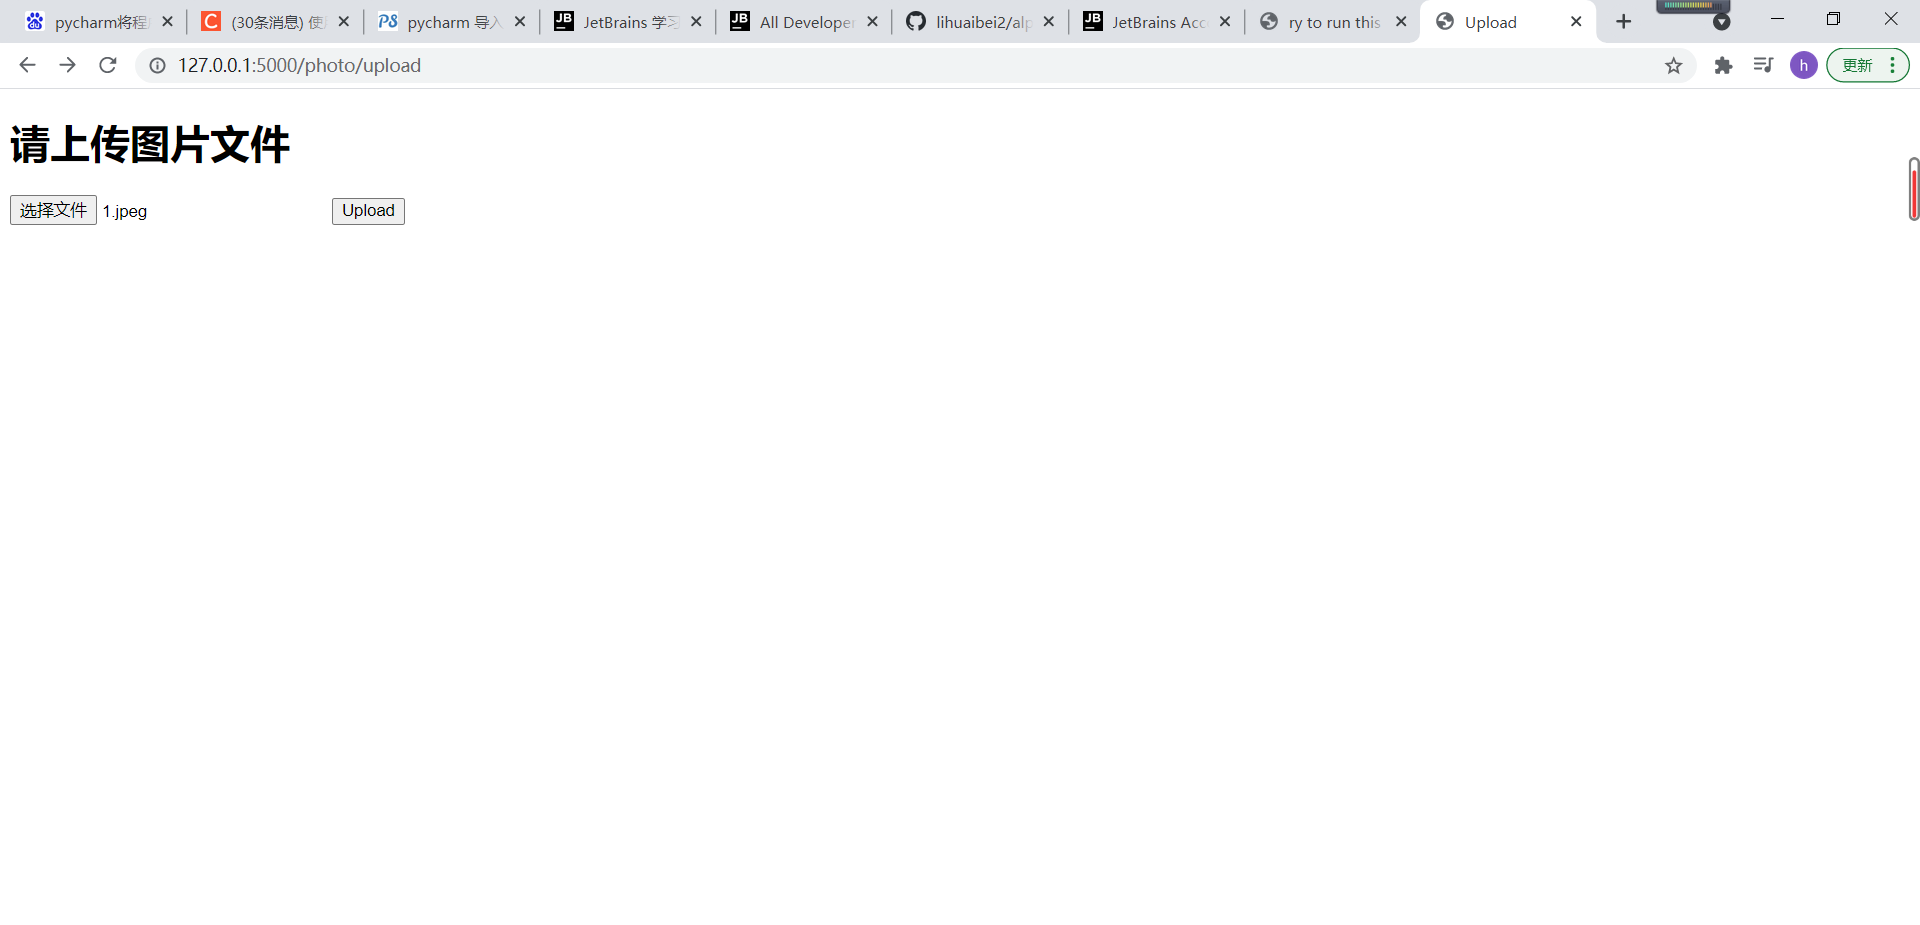 pycharm将程 (30条消息) 使 pycharm 导入 JetBrains 学习 All Developer lihuaibei2/alp JetBrains Acc ry to run this Upload
127.0.0.1:5000/photo/upload h 更新
请上传图片文件
选择文件 1.jpeg Upload